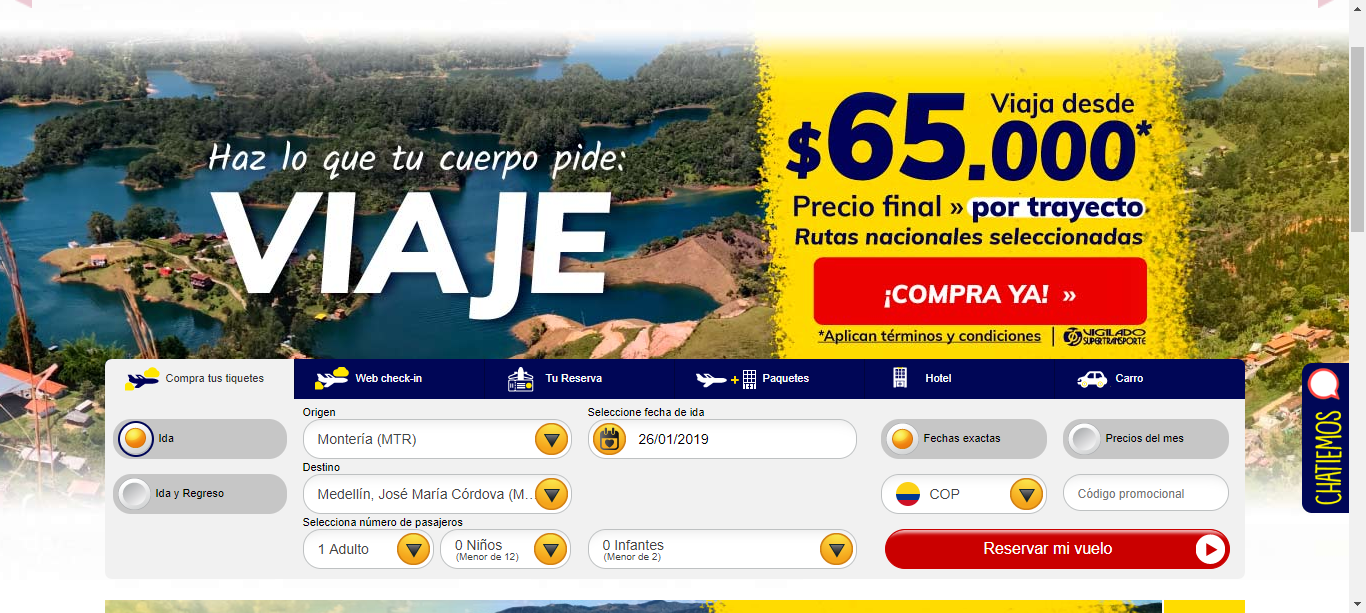 Haz lo que tu cuerpo pide:
VIAJE
Viaja desde
$65.000*
Precio final » por trayecto
Rutas nacionales seleccionadas
¡COMPRA YA! »
*Aplican términos y condiciones | VIGILADO
SUPERTRANSPORTE
Compra tus tiquetes
Web check-in
Tu Reserva
Paquetes
Hotel
Carro
Ida
Ida y Regreso
Origen
Montería (MTR)
Destino
Medellín, José María Córdova (M...
Selecciona número de pasajeros
1 Adulto
0 Niños
(Menor de 12)
0 Infantes
(Menor de 2)
Seleccione fecha de ida
26/01/2019
Fechas exactas
Precios del mes
COP
Código promocional
Reservar mi vuelo
CHATIEMOS